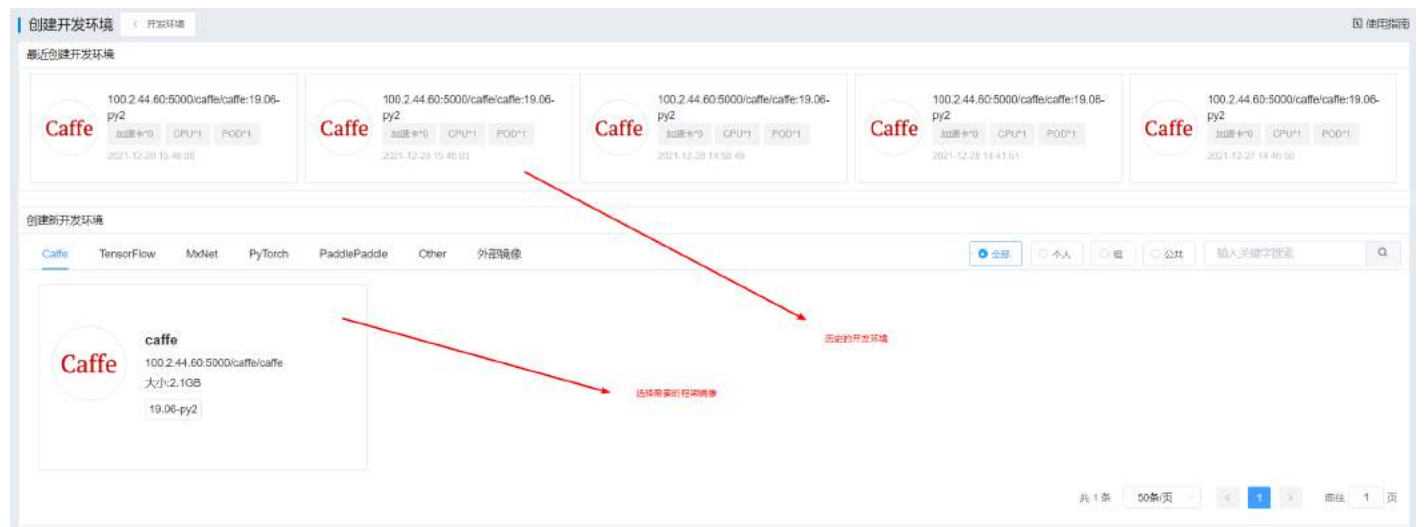 创建开发环境
开发环境
使用指南
最近创建开发环境
Caffe
100.2.44.60:5000/caffe/caffe:19.06-
py2
加速卡*0 CPU*1 POD*1
2021-12-28 15:46:08
Caffe
100.2.44.60:5000/caffe/caffe:19.06-
py2
加速卡*0 CPU*1 POD*1
2021-12-28 15:46:03
Caffe
100.2.44.60:5000/caffe/caffe:19.06-
py2
加速卡*0 CPU*1 POD*1
2021-12-28 14:50:49
Caffe
100.2.44.60:5000/caffe/caffe:19.06-
py2
加速卡*0 CPU*1 POD*1
2021-12-28 14:41:51
Caffe
100.2.44.60:5000/caffe/caffe:19.06-
py2
加速卡*0 CPU*1 POD*1
创建新开发环境
Caffe TensorFlow MxNet PyTorch PaddlePaddle Other 外部镜像
全部 个人 组 公共 输入关键字搜索
Caffe
caffe
100.2.44.60:5000/caffe/caffe
大小:2.1GB
19.06-py2
历史的开发环境
选择需要的框架镜像
共 1 条 50条/页 < 1 > 前往 1 页